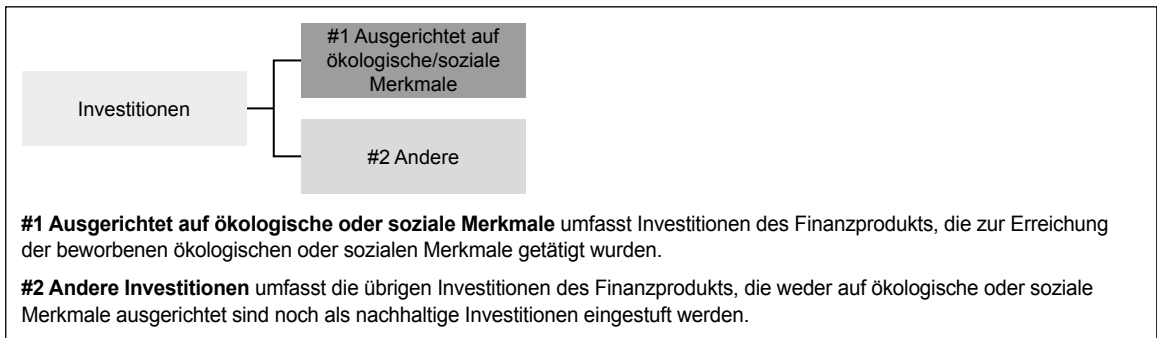 #1 Ausgerichtet auf
ökologische/soziale
Merkmale
Investitionen
#2 Andere
#1 Ausgerichtet auf ökologische oder soziale Merkmale umfasst Investitionen des Finanzprodukts, die zur Erreichung
der beworbenen ökologischen oder sozialen Merkmale getätigt wurden.
#2 Andere Investitionen umfasst die übrigen Investitionen des Finanzprodukts, die weder auf ökologische oder soziale
Merkmale ausgerichtet sind noch als nachhaltige Investitionen eingestuft werden.